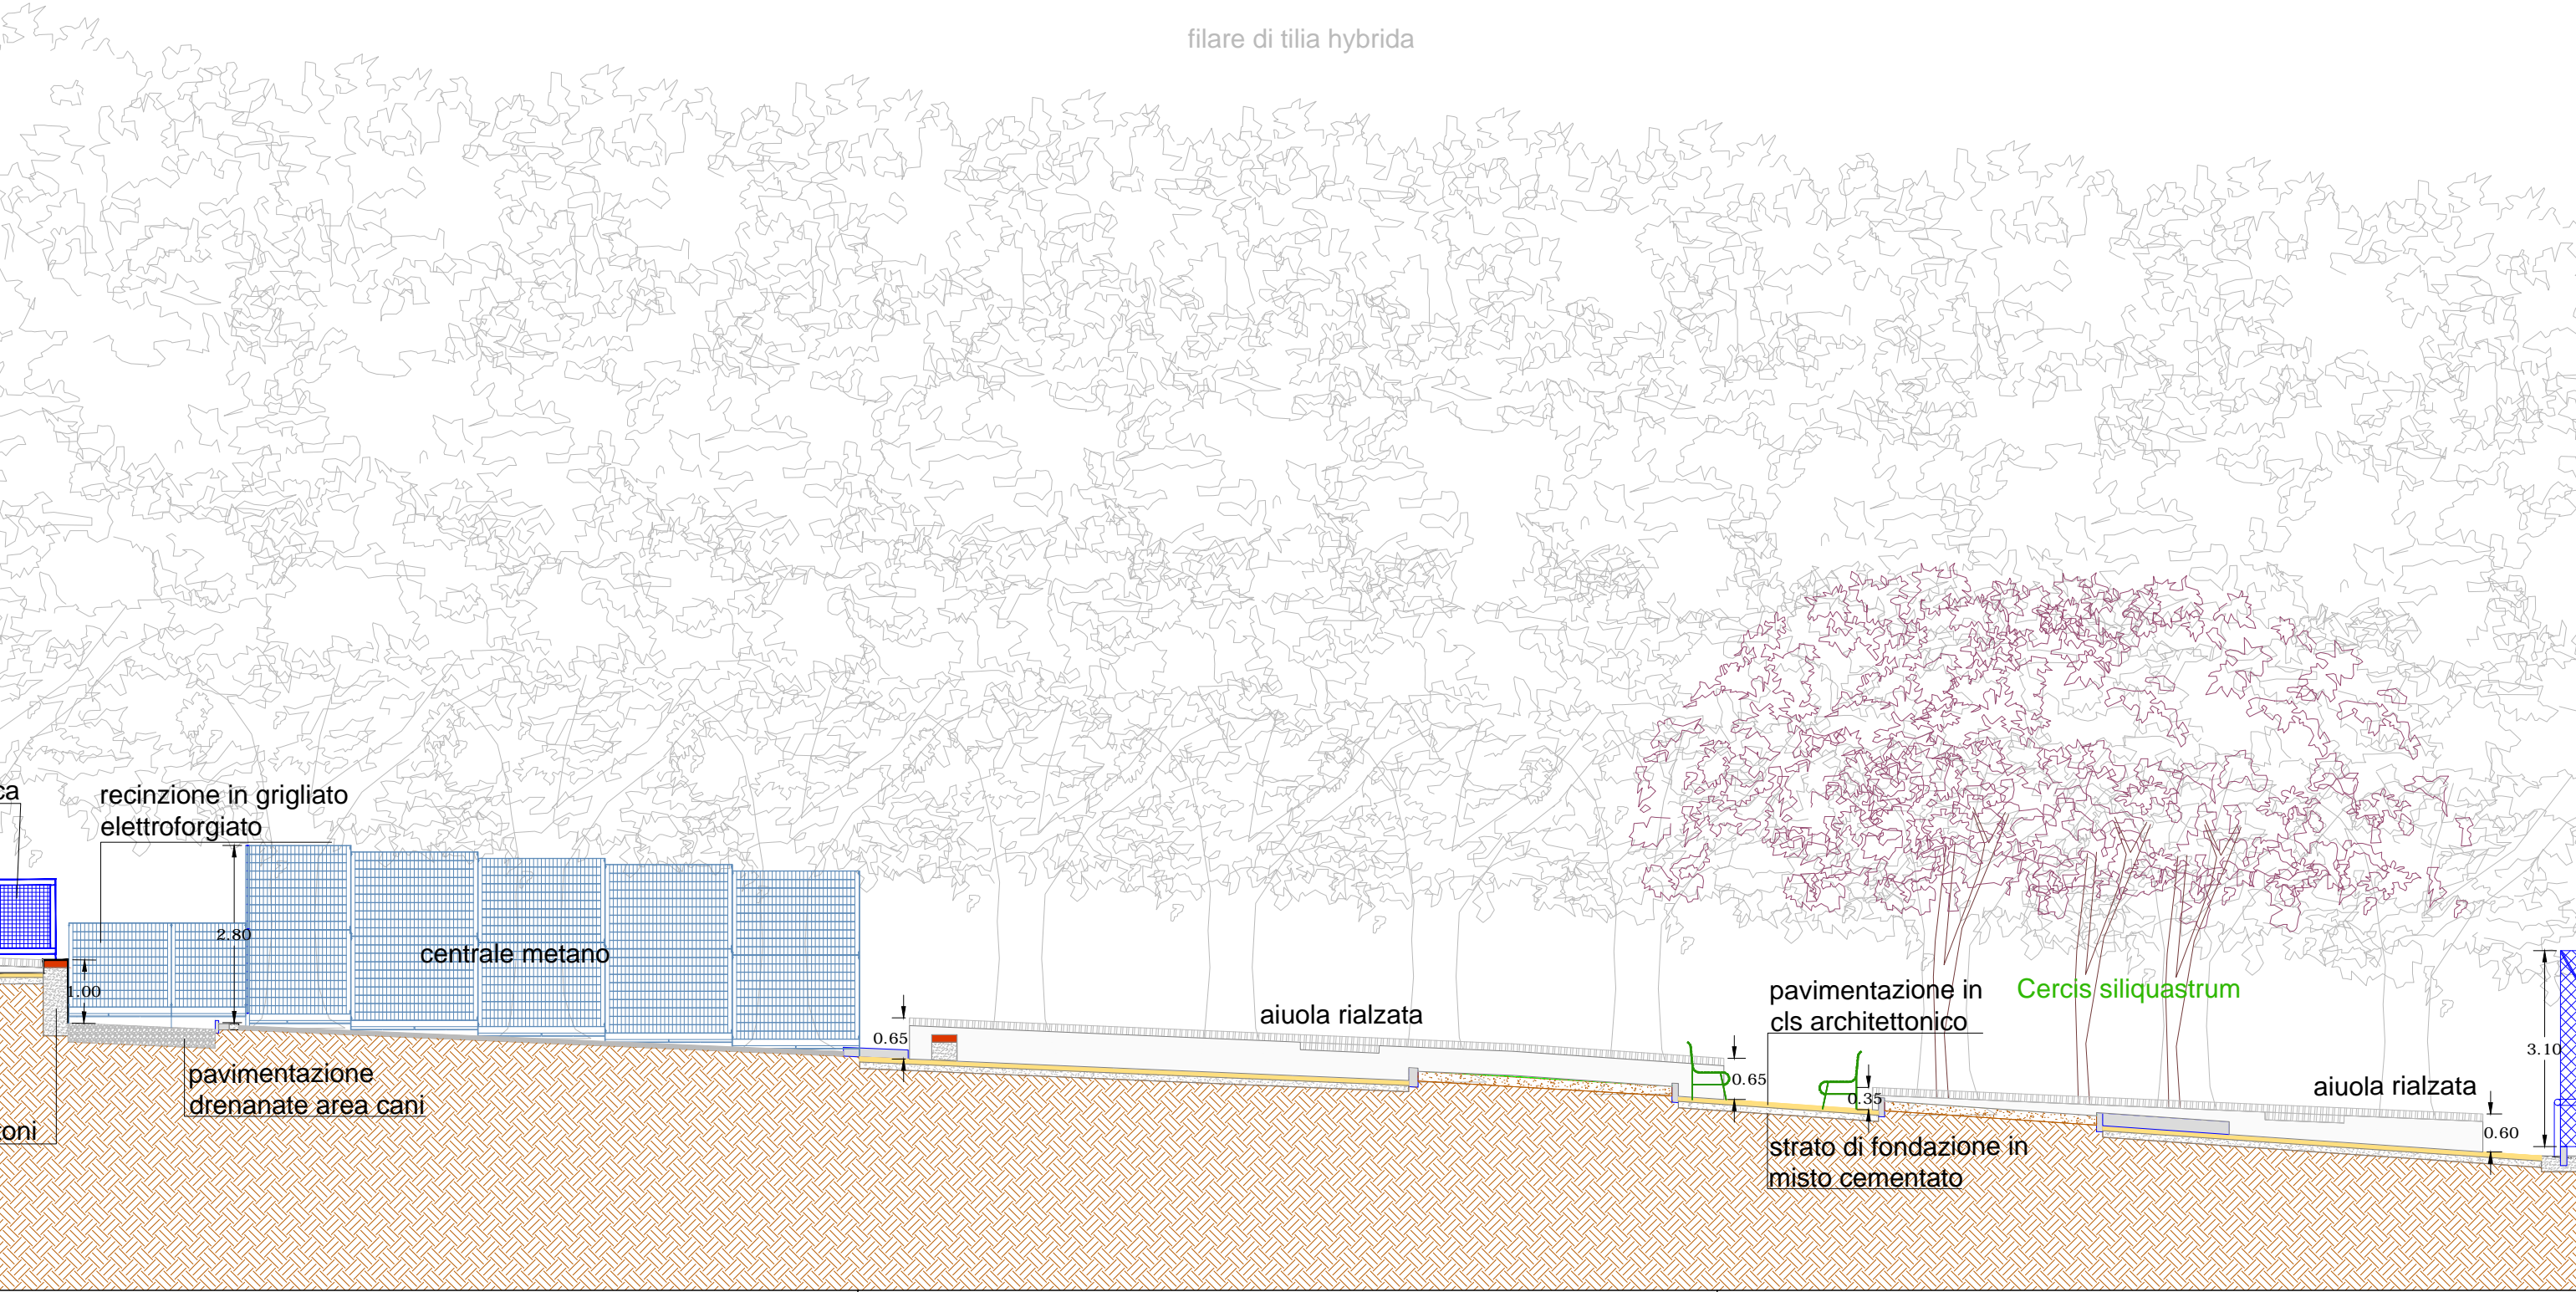 filare di tilia hybrida
ca
recinzione in grigliato
elettroforgiato
2.80
centrale metano
1.00
pavimentazione
drenanate area cani
toni
0.65
aiuola rialzata
0.65
pavimentazione in
cls architettonico
Cercis siliquastrum
0.35
strato di fondazione in
misto cementato
aiuola rialzata
0.60
3.10